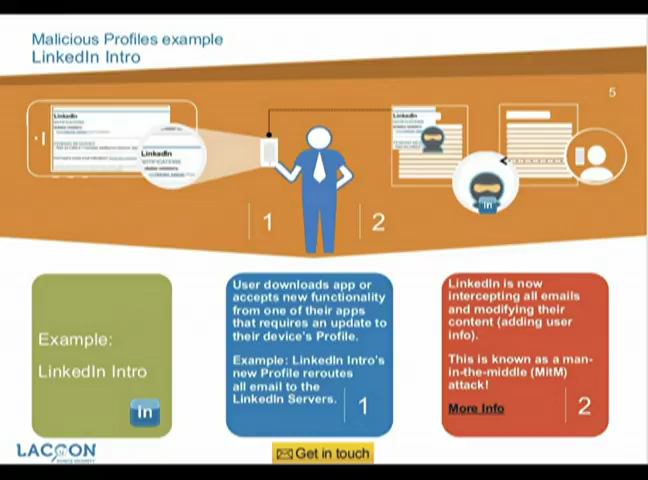 Malicious Profiles example
LinkedIn Intro
5
LinkedIn
LinkedIn
LinkedIn
1
2
in
Example:
LinkedIn Intro
in
User downloads app or
accepts new functionality
from one of their apps
that requires an update to
their device's Profile.
Example: LinkedIn Intro's
new Profile reroutes
all email to the
LinkedIn Servers.
1
LinkedIn is now
intercepting all emails
and modifying their
content (adding user
info).
This is known as a man-
in-the-middle (MitM)
attack!
More Info
2
LACOON
Get in touch